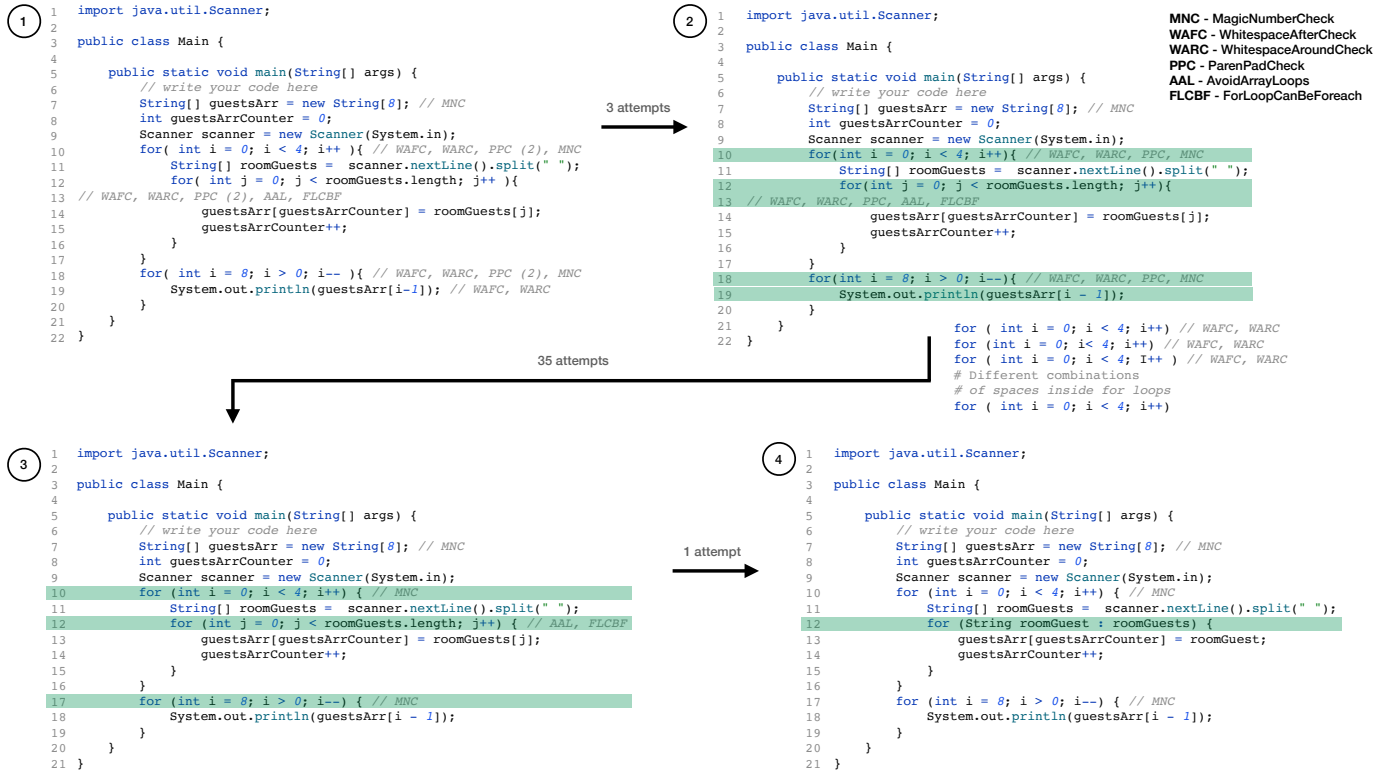 1
1 import java.util.Scanner;
2
3 public class Main {
4
5 public static void main(String[] args) {
6 // write your code here
7 String[] guestsArr = new String[8]; // MNC
8 int guestsArrCounter = 0;
9 Scanner scanner = new Scanner(System.in);
10 for( int i = 0; i < 4; i++ ){ // WAFC, WARC, PPC (2), MNC
11 String[] roomGuests =  scanner.nextLine().split(" ");
12 for( int j = 0; j < roomGuests.length; j++ ){
13 // WAFC, WARC, PPC (2), AAL, FLCBF
14 guestsArr[guestsArrCounter] = roomGuests[j];
15 guestsArrCounter++;
16 }
17 }
18 for( int i = 8; i > 0; i-- ){ // WAFC, WARC, PPC (2), MNC
19 System.out.println(guestsArr[i-1]); // WAFC, WARC
20 }
21 }
22 }
3 attempts
2
1 import java.util.Scanner;
2
3 public class Main {
4
5 public static void main(String[] args) {
6 // write your code here
7 String[] guestsArr = new String[8]; // MNC
8 int guestsArrCounter = 0;
9 Scanner scanner = new Scanner(System.in);
10 for(int i = 0; i < 4; i++){ // WAFC, WARC, PPC, MNC
11 String[] roomGuests =  scanner.nextLine().split(" ");
12 for(int j = 0; j < roomGuests.length; j++){
13 // WAFC, WARC, PPC, AAL, FLCBF
14 guestsArr[guestsArrCounter] = roomGuests[j];
15 guestsArrCounter++;
16 }
17 }
18 for(int i = 8; i > 0; i--){ // WAFC, WARC, PPC, MNC
19 System.out.println(guestsArr[i - 1]);
20 }
21 }
22 }
MNC - MagicNumberCheck
WAFC - WhitespaceAfterCheck
WARC - WhitespaceAroundCheck
PPC - ParenPadCheck
AAL - AvoidArrayLoops
FLCBF - ForLoopCanBeForeach
35 attempts
for ( int i = 0; i < 4; i++) // WAFC, WARC
for (int i = 0; i< 4; i++) // WAFC, WARC
for ( int i = 0; i < 4; I++ ) // WAFC, WARC
# Different combinations
# of spaces inside for loops
for ( int i = 0; i < 4; i++)
3
1 import java.util.Scanner;
2
3 public class Main {
4
5 public static void main(String[] args) {
6 // write your code here
7 String[] guestsArr = new String[8]; // MNC
8 int guestsArrCounter = 0;
9 Scanner scanner = new Scanner(System.in);
10 for (int i = 0; i < 4; i++) { // MNC
11 String[] roomGuests =  scanner.nextLine().split(" ");
12 for (int j = 0; j < roomGuests.length; j++) { // AAL, FLCBF
13 guestsArr[guestsArrCounter] = roomGuests[j];
14 guestsArrCounter++;
15 }
16 }
17 for (int i = 8; i > 0; i--) { // MNC
18 System.out.println(guestsArr[i - 1]);
19 }
20 }
21 }
1 attempt
4
1 import java.util.Scanner;
2
3 public class Main {
4
5 public static void main(String[] args) {
6 // write your code here
7 String[] guestsArr = new String[8]; // MNC
8 int guestsArrCounter = 0;
9 Scanner scanner = new Scanner(System.in);
10 for (int i = 0; i < 4; i++) { // MNC
11 String[] roomGuests =  scanner.nextLine().split(" ");
12 for (String roomGuest : roomGuests) {
13 guestsArr[guestsArrCounter] = roomGuest;
14 guestsArrCounter++;
15 }
16 }
17 for (int i = 8; i > 0; i--) { // MNC
18 System.out.println(guestsArr[i - 1]);
19 }
20 }
21 }